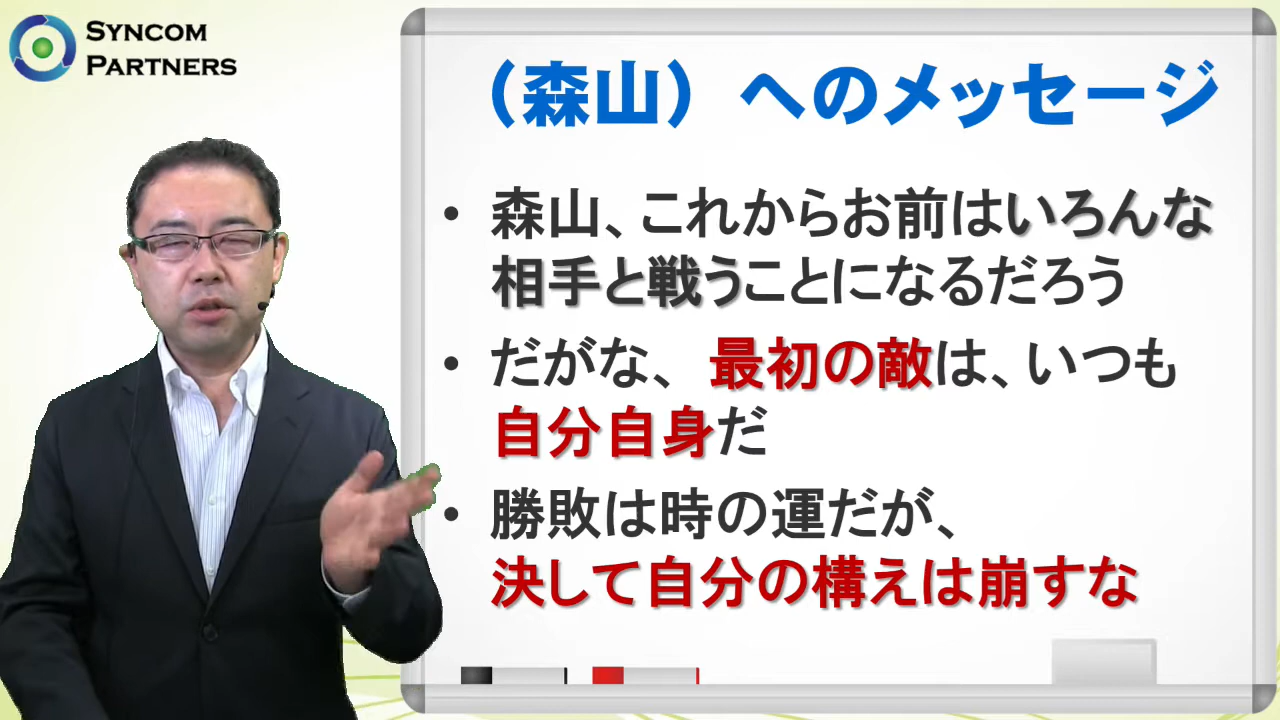 SYNCOM
PARTNERS
（森山）へのメッセージ
• 森山、これからお前はいろんな
相手と戦うことになるだろう
• だがな、最初の敵は、いつも
自分自身だ
• 勝敗は時の運だが、
決して自分の構えは崩すな